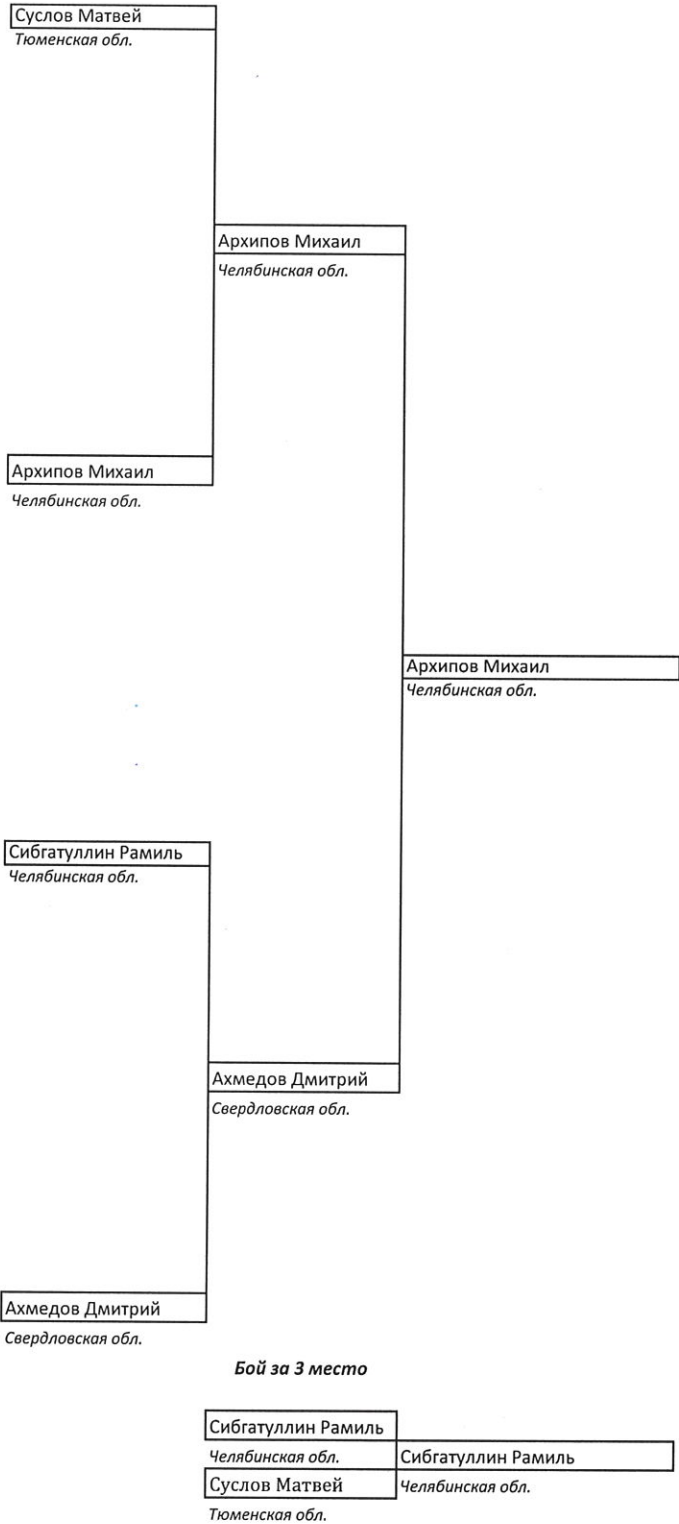 Суслов Матвей
Тюменская обл.
Архипов Михаил
Челябинская обл.
Архипов Михаил
Челябинская обл.
Архипов Михаил
Челябинская обл.
Сибгатуллин Рамиль
Челябинская обл.
Ахмедов Дмитрий
Свердловская обл.
Ахмедов Дмитрий
Свердловская обл.
Бой за 3 место
Сибгатуллин Рамиль
Челябинская обл.
Сибгатуллин Рамиль
Суслов Матвей
Челябинская обл.
Тюменская обл.